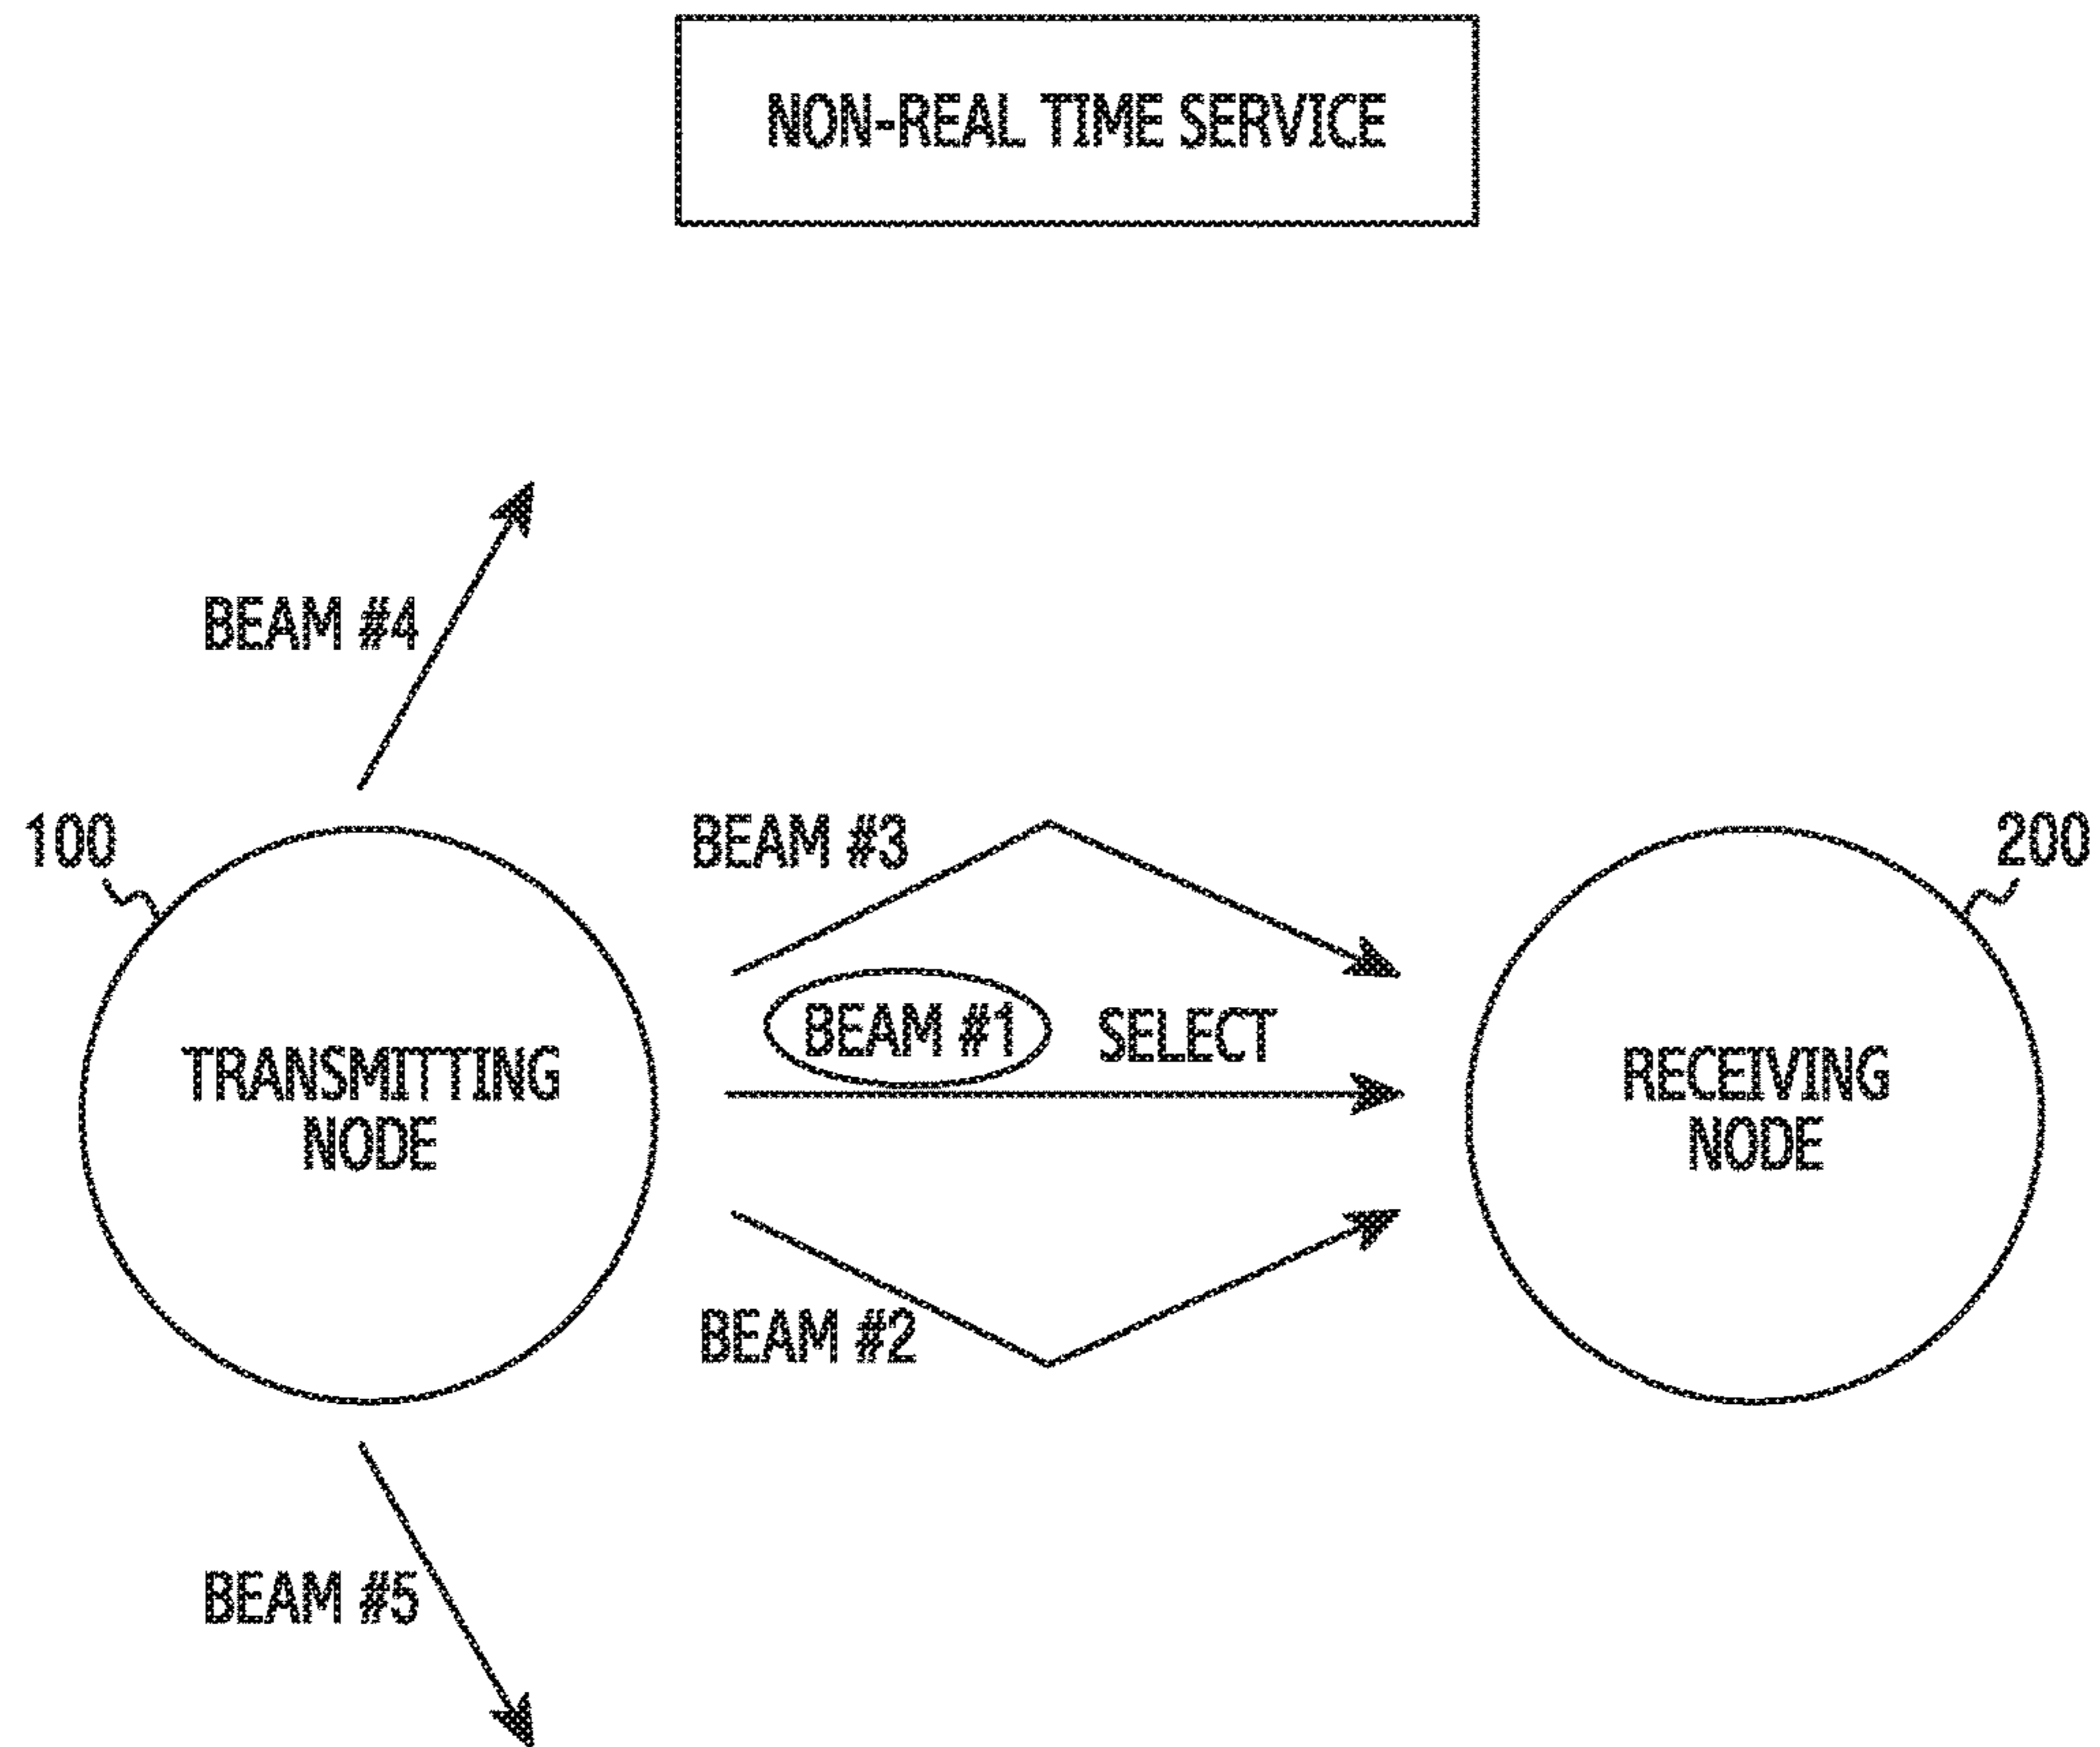 NON-REAL TIME SERVICE
BEAM #4
100
BEAM #3
200
BEAM #1
SELECT
TRANSMITTING
NODE
RECEIVING
NODE
BEAM #2
BEAM #5